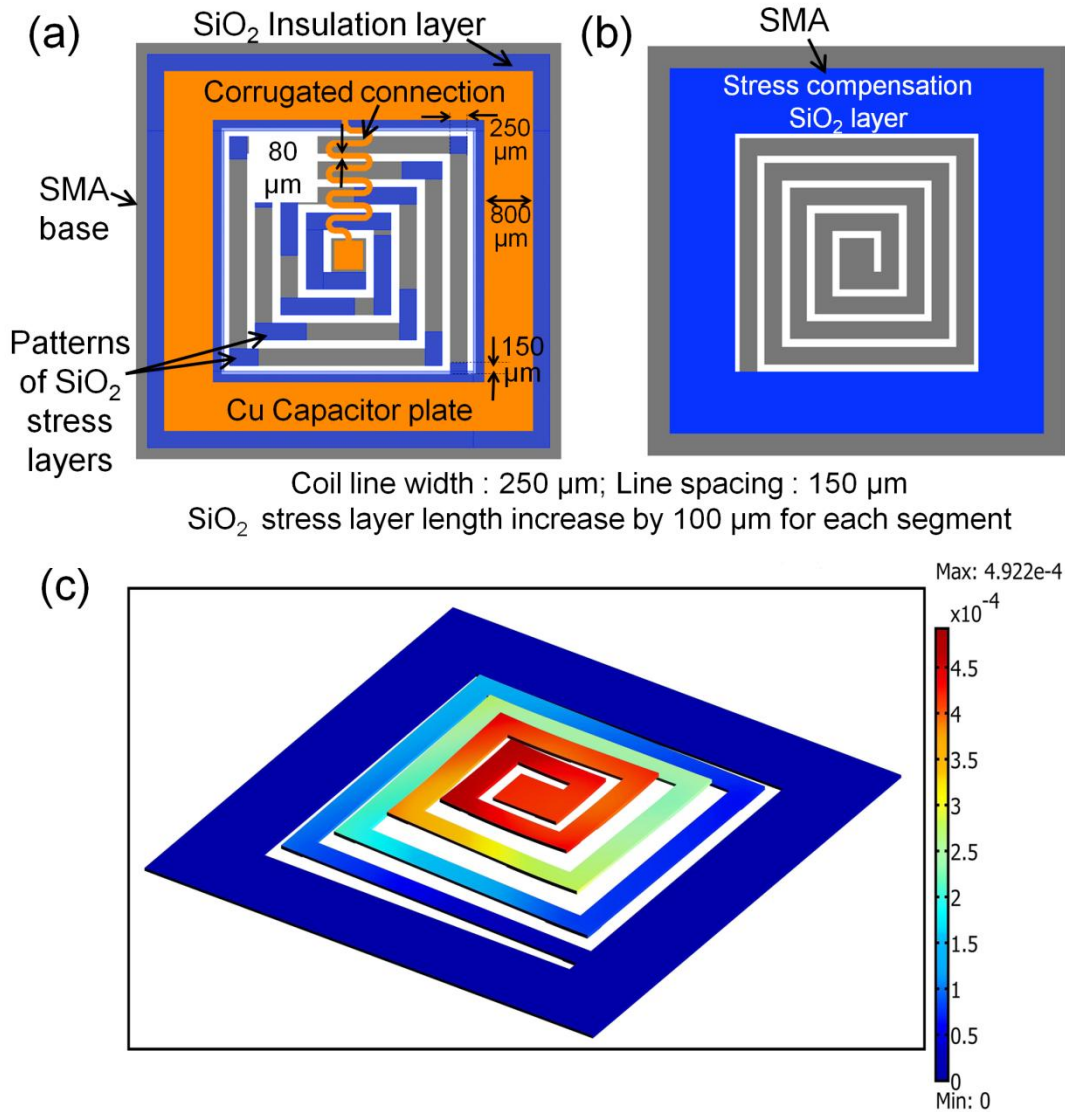 (a)
SiO₂ Insulation layer
Corrugated connection
250
µm
80
µm
SMA
base
800
µm
Patterns
of SiO₂
stress
layers
150
µm
Cu Capacitor plate
(b)
SMA
Stress compensation
SiO₂ layer
Coil line width : 250 µm; Line spacing : 150 µm
SiO₂ stress layer length increase by 100 µm for each segment
(c)
Max: 4.922e-4
x10⁻⁴
4.5
4
3.5
3
2.5
2
1.5
1
0.5
0
Min: 0